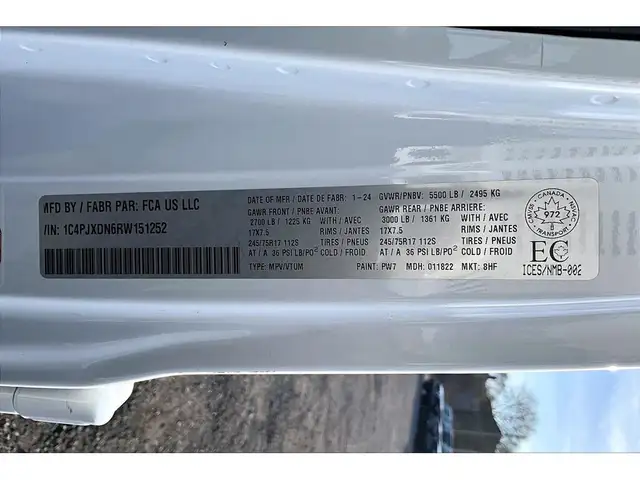 MFD BY / FABR PAR: FCA US LLC
VIN: 1C4PJXDN6RW151252
DATE OF MFR / DATE DE FABR: 1-24 GVWR/PNBV: 5500 LB / 2495 KG
GAWR FRONT / PNBE AVANT: GAWR REAR / PNBE ARRIERE:
2700 LB / 1225 KG WITH / AVEC 3000 LB / 1361 KG WITH / AVEC
17X7.5 RIMS / JANTES 17X7.5 RIMS / JANTES
245/75R17 112S TIRES / PNEUS 245/75R17 112S TIRES / PNEUS
AT / A 36 PSI LB/PO² COLD / FROID AT / A 36 PSI LB/PO² COLD / FROID
TYPE: MPV/VTUM PAINT: PW7 MDH: 011822 MKT: 8HF
CANADA
972
TRANSPORT
EC
ICES/NMB-002